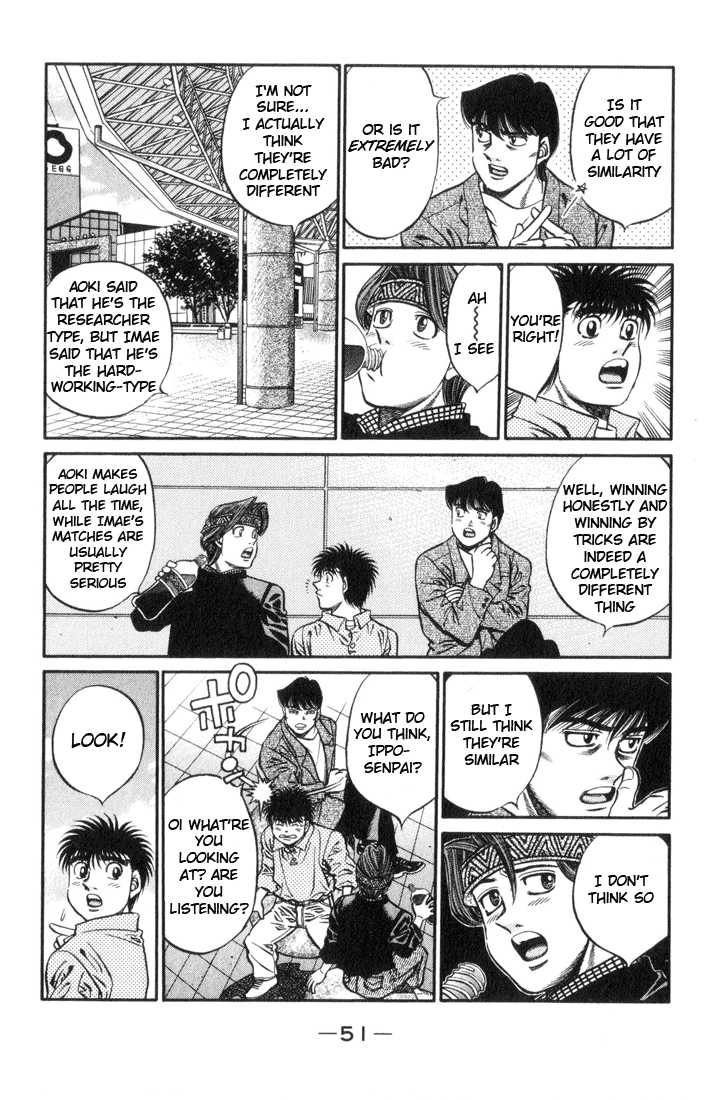 IS IT
GOOD THAT
THEY HAVE
A LOT OF
SIMILARITY
OR IS IT
EXTREMELY
BAD?
I'M NOT
SURE...
I ACTUALLY
THINK
THEY'RE
COMPLETELY
DIFFERENT
EGG
AOKI SAID
THAT HE'S THE
RESEARCHER
TYPE, BUT IMAE
SAID THAT HE'S
THE HARD-
WORKING-TYPE
YOU'RE
RIGHT!
AH
I SEE
WELL, WINNING
HONESTLY AND
WINNING BY
TRICKS ARE
INDEED A
COMPLETELY
DIFFERENT
THING
AOKI MAKES
PEOPLE LAUGH
ALL THE TIME,
WHILE IMAE'S
MATCHES ARE
USUALLY
PRETTY
SERIOUS
BUT I
STILL THINK
THEY'RE
SIMILAR
I DON'T
THINK SO
WHAT DO
YOU THINK,
IPPO-
SENPAI?
OI WHAT'RE
YOU
LOOKING
AT? ARE
YOU
LISTENING?
LOOK!
—51—